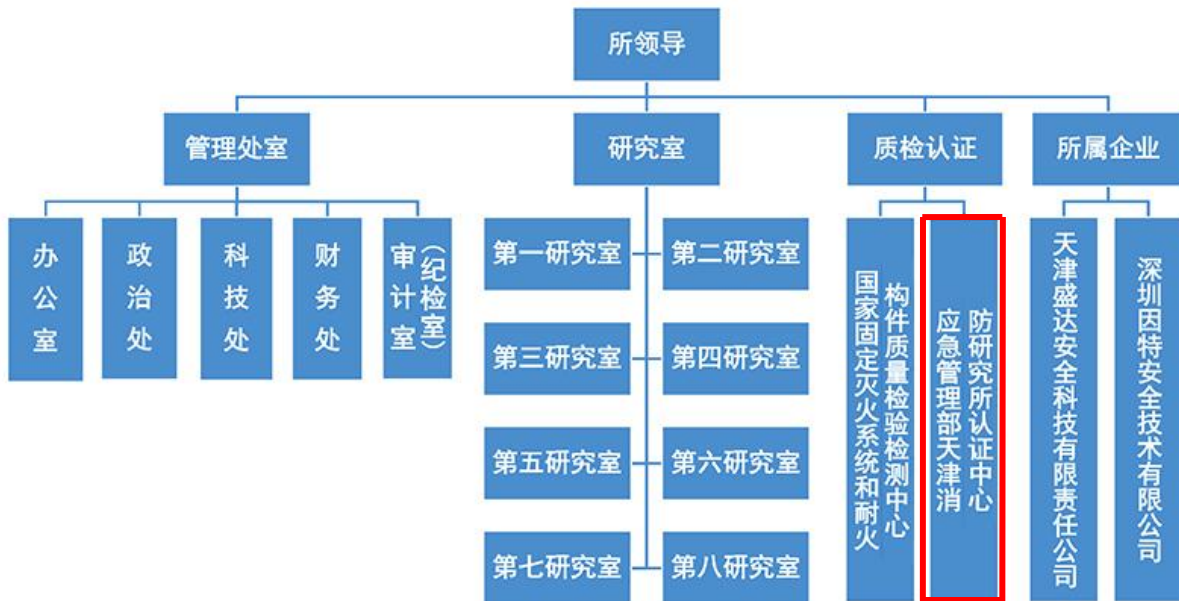 所领导
管理处室
研究室
质检认证
所属企业
办公室
政治处
科技处
财务处
审计室
（纪检室）
第一研究室
第二研究室
第三研究室
第四研究室
第五研究室
第六研究室
第七研究室
第八研究室
国家固定灭火系统和耐火
构件质量检验检测中心
应急管理部天津消
防研究所认证中心
天津盛达安全科技有限责任公司
深圳因特安全技术有限公司